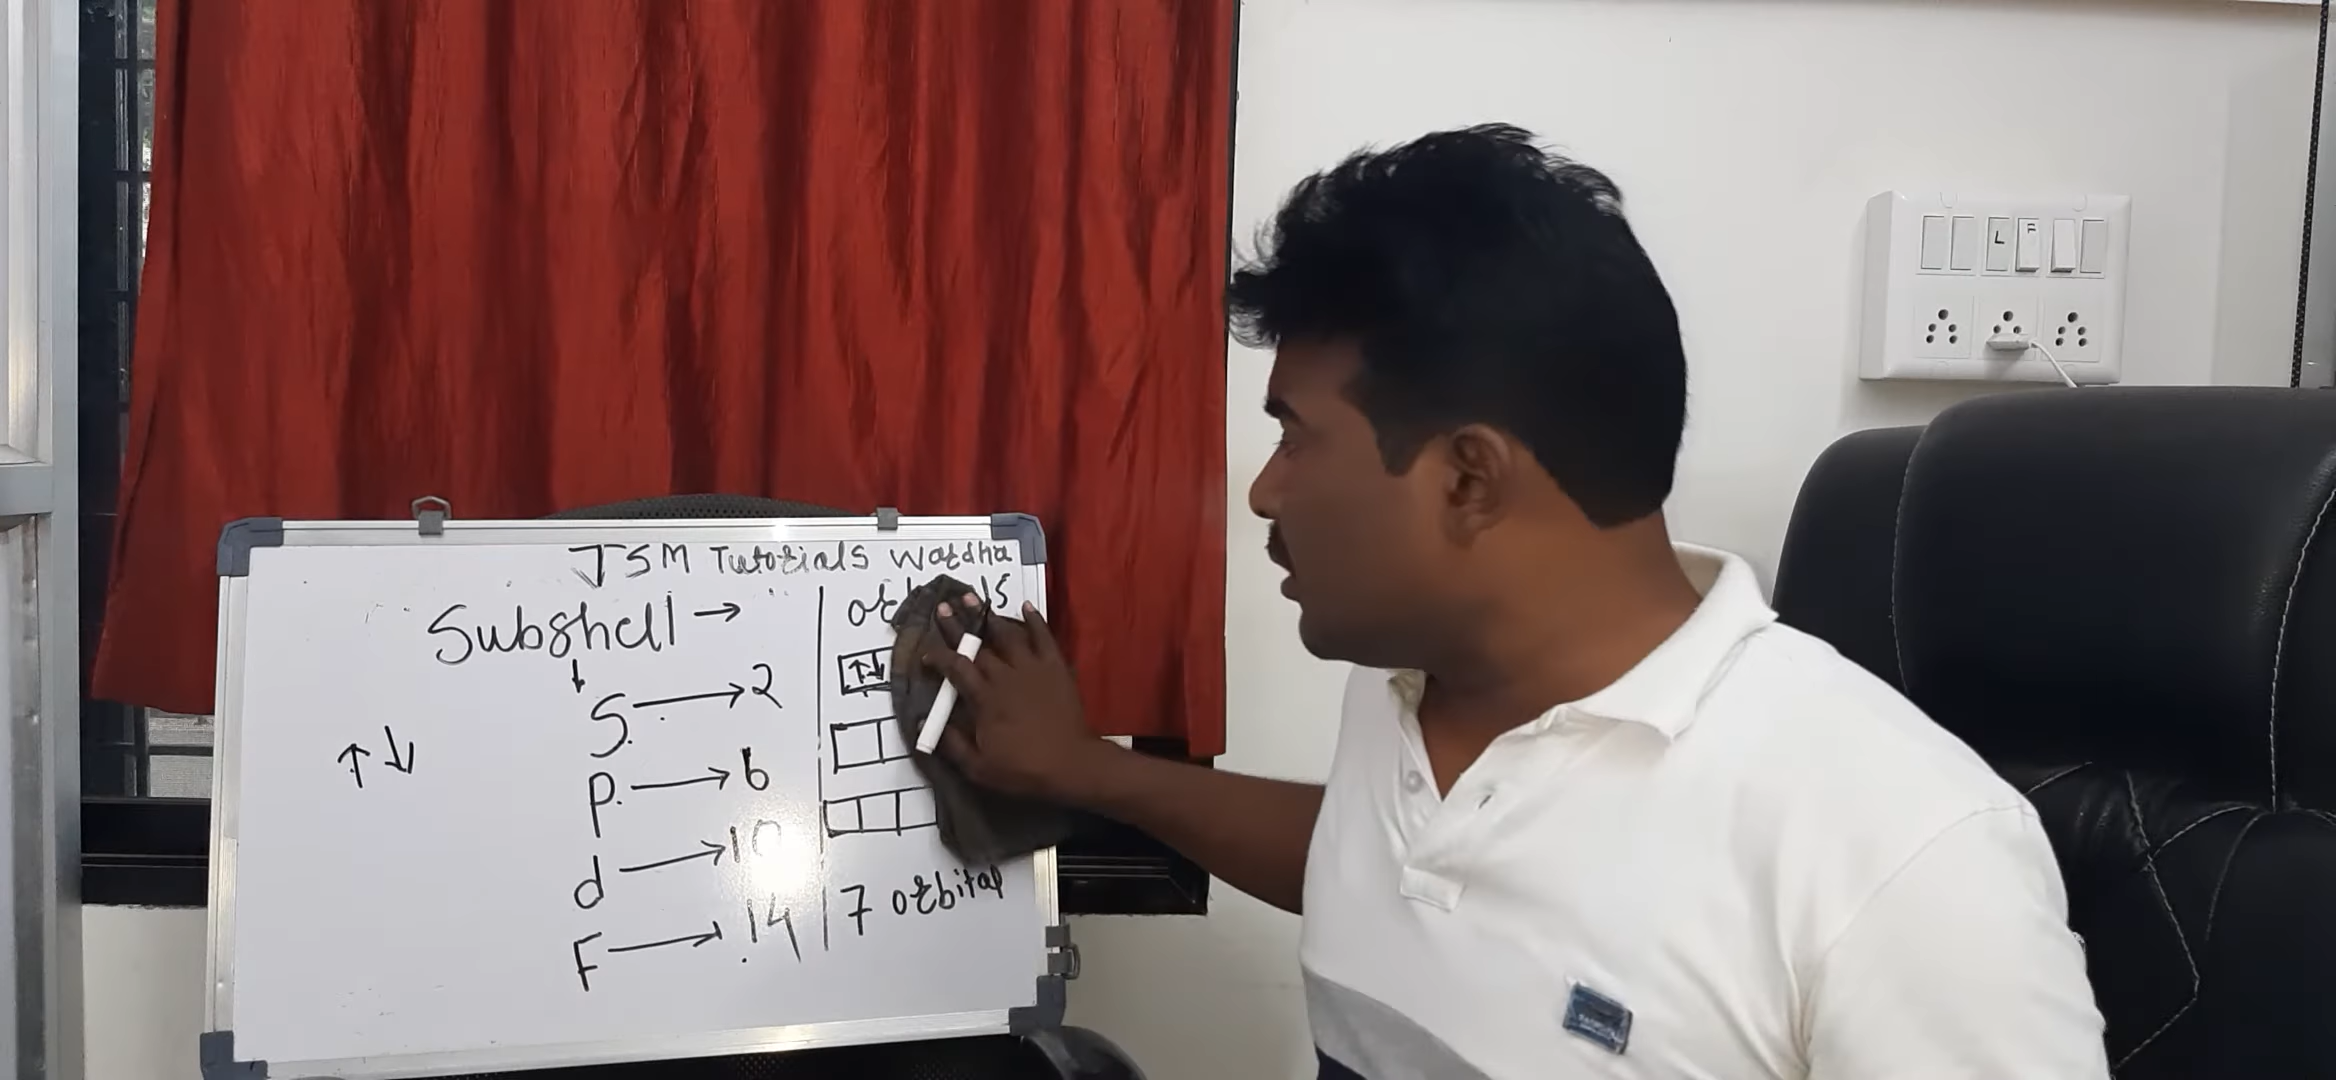 JSM Tutorials Wardha
Subshell →
↓
S. → 2
P. → 6
d → 10
F → .14
↑↓
↑↓
7 orbital
L F